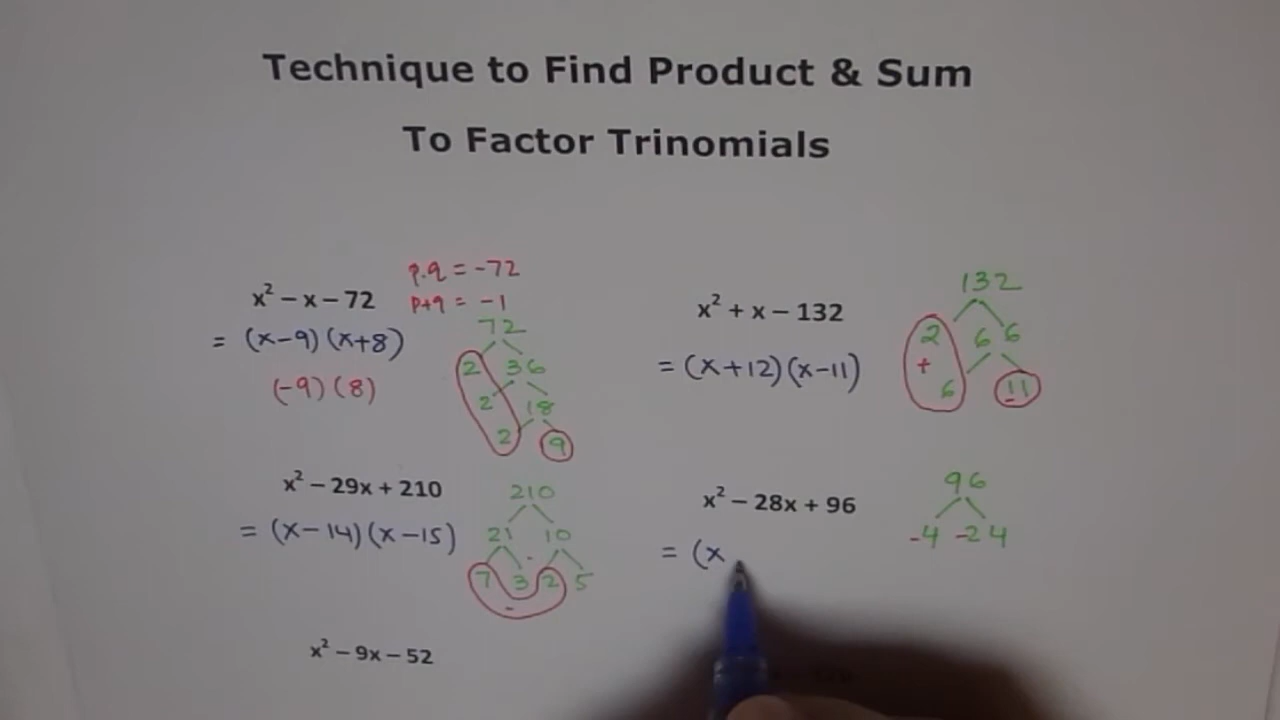 Technique to Find Product & Sum
To Factor Trinomials
x² – x – 72
p.q = -72
p+q = -1
= (x-9)(x+8)
(-9)(8)
72
2 36
2 18
2 9
x² + x – 132
= (x+12)(x-11)
132
2 66
+
6 11
-
x² – 29x + 210
= (x-14)(x-15)
210
21 10
7 3 2 5
-
x² – 28x + 96
= (x
96
-4 -24
x² – 9x – 52